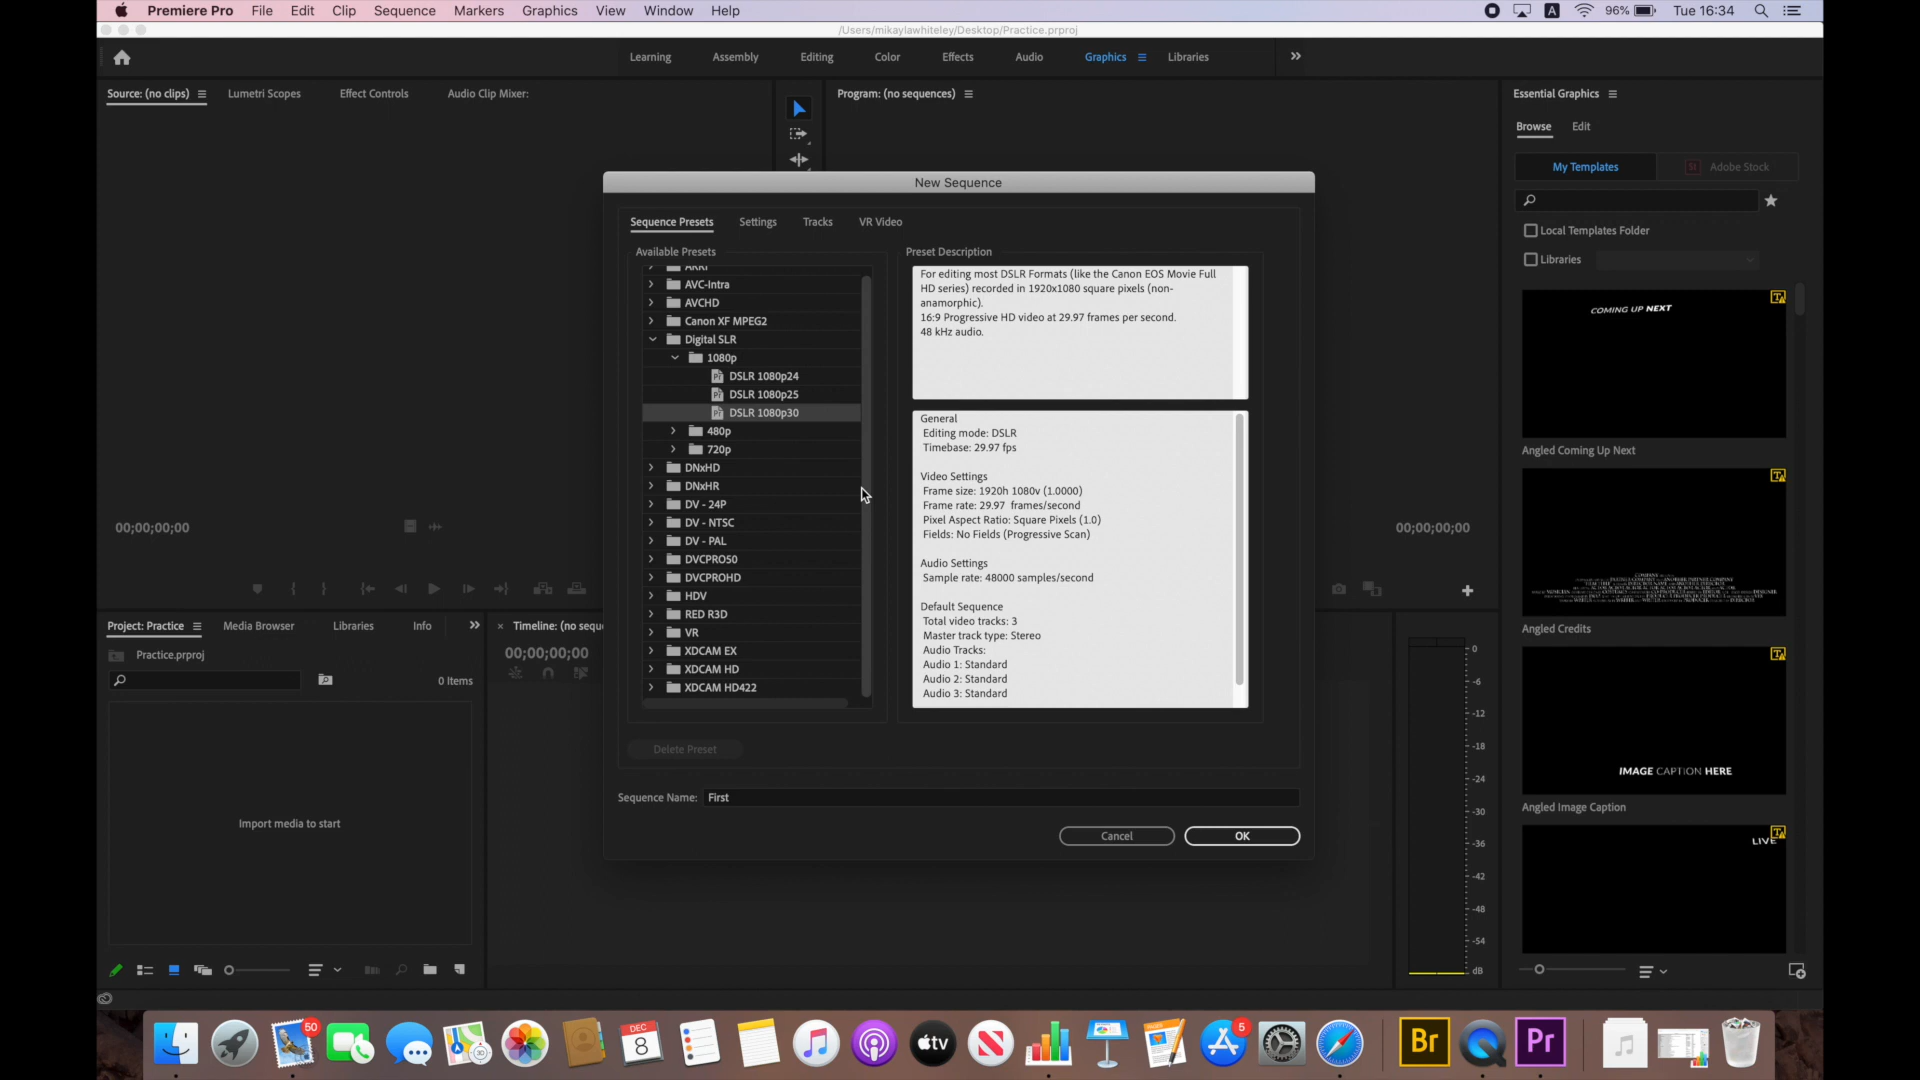 Premiere Pro File Edit Clip Sequence Markers Graphics View Window Help 96% Tue 16:34
/Users/mikaylawhiteley/Desktop/Practice.prproj
Learning Assembly Editing Color Effects Audio Graphics Libraries
Source: (no clips) Lumetri Scopes Effect Controls Audio Clip Mixer:
Program: (no sequences)
Essential Graphics
Browse Edit
My Templates
St Adobe Stock
Local Templates Folder
Libraries
COMING UP NEXT
Angled Coming Up Next
Angled Credits
IMAGE CAPTION HERE
Angled Image Caption
LIVE
New Sequence
Sequence Presets Settings Tracks VR Video
Available Presets
ARRI
AVC-Intra
AVCHD
Canon XF MPEG2
Digital SLR
1080p
DSLR 1080p24
DSLR 1080p25
DSLR 1080p30
480p
720p
DNxHD
DNxHR
DV - 24P
DV - NTSC
DV - PAL
DVCPRO50
DVCPROHD
HDV
RED R3D
VR
XDCAM EX
XDCAM HD
XDCAM HD422
Delete Preset
Preset Description
For editing most DSLR Formats (like the Canon EOS Movie Full
HD series) recorded in 1920x1080 square pixels (non-
anamorphic).
16:9 Progressive HD video at 29.97 frames per second.
48 kHz audio.
General
Editing mode: DSLR
Timebase: 29.97 fps
Video Settings
Frame size: 1920h 1080v (1.0000)
Frame rate: 29.97 frames/second
Pixel Aspect Ratio: Square Pixels (1.0)
Fields: No Fields (Progressive Scan)
Audio Settings
Sample rate: 48000 samples/second
Default Sequence
Total video tracks: 3
Master track type: Stereo
Audio Tracks:
Audio 1: Standard
Audio 2: Standard
Audio 3: Standard
Sequence Name: First
Cancel OK
00;00;00;00
00;00;00;00
Project: Practice Media Browser Libraries Info
Practice.prproj
0 Items
Import media to start
Timeline: (no sequ
00;00;00;00
0
-6
-12
-18
-24
-30
-36
-42
-48
-54
dB
50
DEC
8
tv
5
Br
Pr